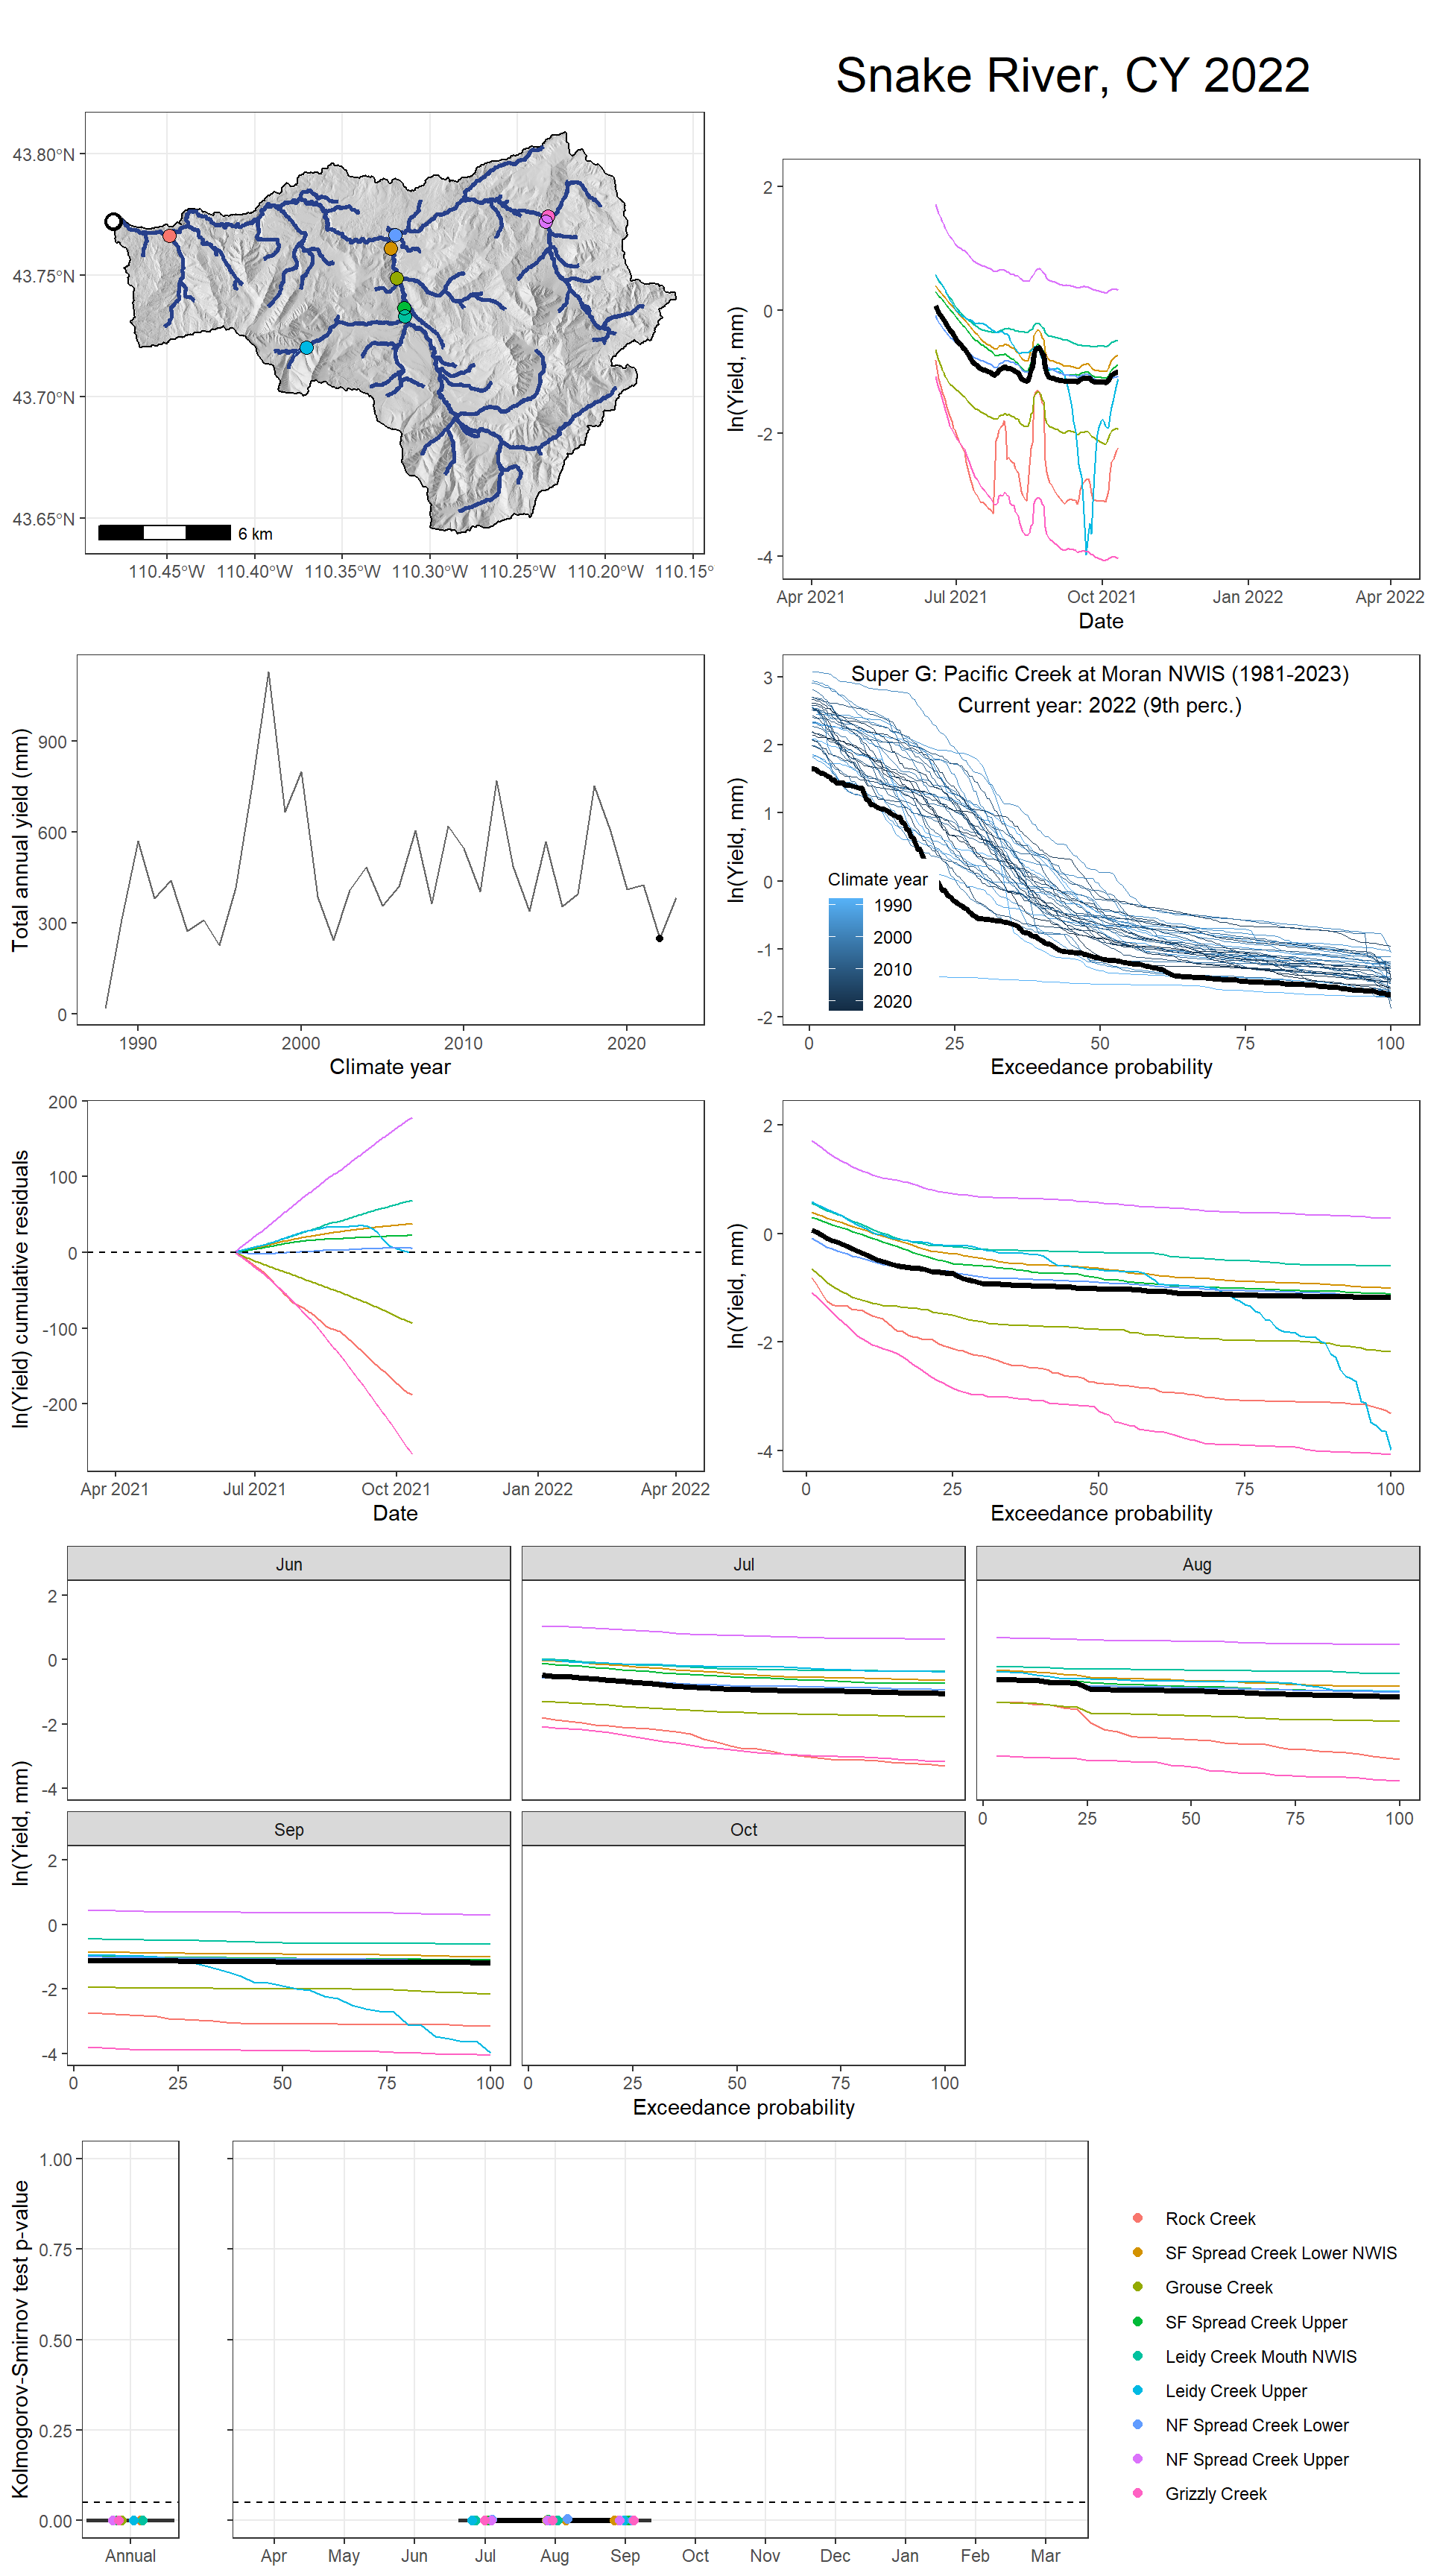 Snake River, CY 2022
43.80°N
43.75°N
43.70°N
43.65°N
6 km
110.45°W 110.40°W 110.35°W 110.30°W 110.25°W 110.20°W 110.15°
2
0
-2
-4
ln(Yield, mm)
Apr 2021 Jul 2021 Oct 2021 Jan 2022 Apr 2022
Date
900
600
300
0
Total annual yield (mm)
1990 2000 2010 2020
Climate year
Super G: Pacific Creek at Moran NWIS (1981-2023)
Current year: 2022 (9th perc.)
3
2
1
0
-1
-2
ln(Yield, mm)
Climate year
1990
2000
2010
2020
0 25 50 75 100
Exceedance probability
200
100
0
-100
-200
ln(Yield) cumulative residuals
Apr 2021 Jul 2021 Oct 2021 Jan 2022 Apr 2022
Date
2
0
-2
-4
ln(Yield, mm)
0 25 50 75 100
Exceedance probability
Jun Jul Aug
2
0
-2
-4
0 25 50 75 100
ln(Yield, mm)
Sep Oct
2
0
-2
-4
0 25 50 75 100 0 25 50 75 100
Exceedance probability
1.00
0.75
0.50
0.25
0.00
Kolmogorov-Smirnov test p-value
Annual
Apr May Jun Jul Aug Sep Oct Nov Dec Jan Feb Mar
Rock Creek
SF Spread Creek Lower NWIS
Grouse Creek
SF Spread Creek Upper
Leidy Creek Mouth NWIS
Leidy Creek Upper
NF Spread Creek Lower
NF Spread Creek Upper
Grizzly Creek